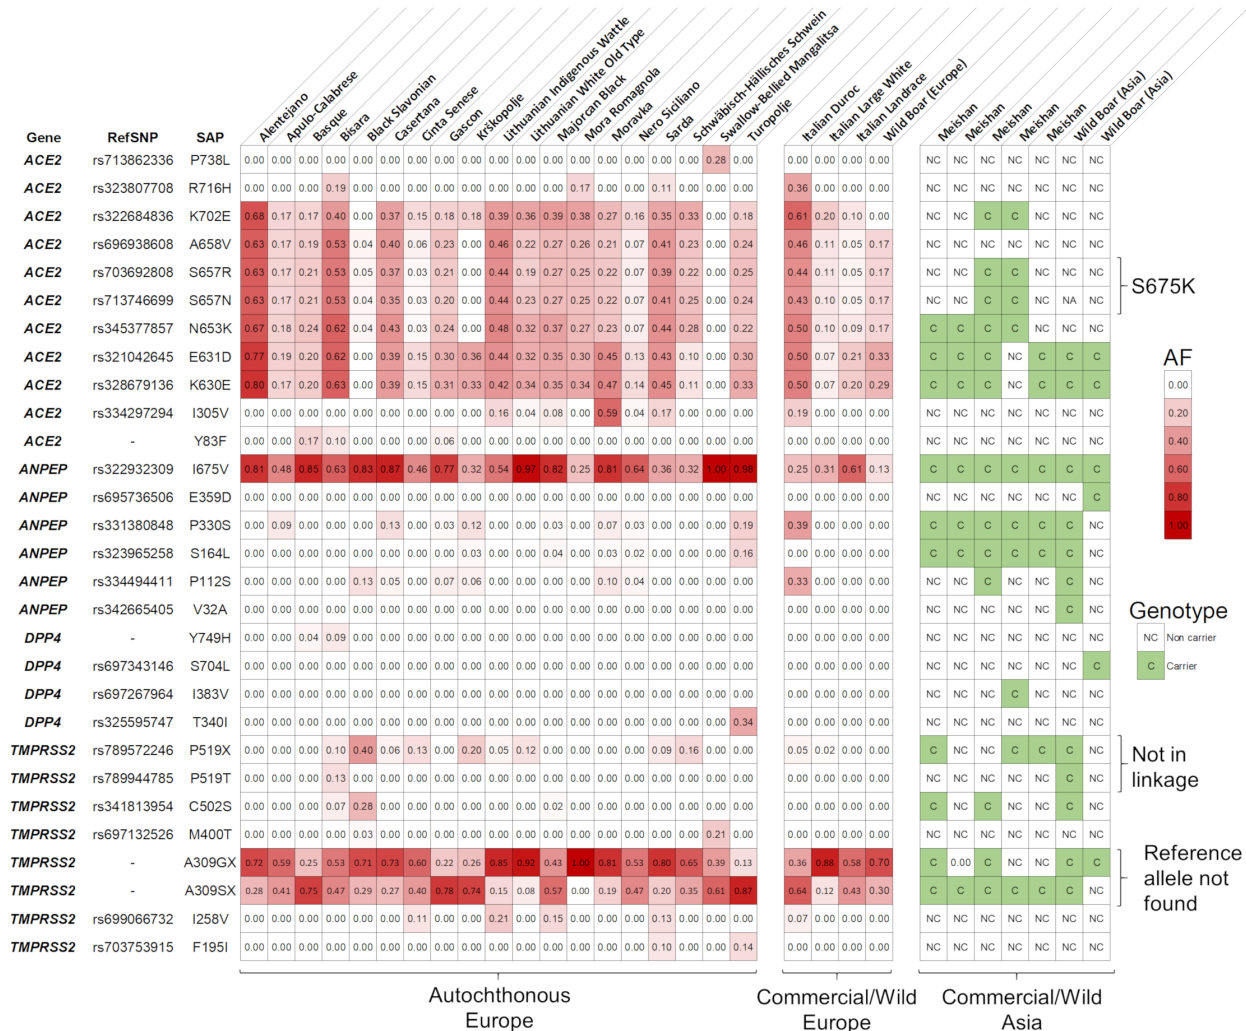 Alentejano
Apulo-Calabrese
Basque
Bísara
Black Slavonian
Casertana
Cinta Senese
Gascon
Krškopolje
Lithuanian Indigenous Wattle
Lithuanian White Old Type
Majorcan Black
Mora Romagnola
Moravka
Nero Siciliano
Sarda
Schwäbisch-Hällisches Schwein
Swallow-Bellied Mangalitsa
Turopolje
Italian Duroc
Italian Large White
Italian Landrace
Wild Boar (Europe)
Meishan
Meishan
Meishan
Meishan
Meishan
Wild Boar (Asia)
Wild Boar (Asia)
Gene RefSNP SAP
ACE2 rs713862336 P738L 0.00 0.00 0.00 0.00 0.00 0.00 0.00 0.00 0.00 0.00 0.00 0.00 0.00 0.00 0.00 0.00 0.00 0.28 0.00 0.00 0.00 0.00 0.00 NC NC NC NC NC NC NC
ACE2 rs323807708 R716H 0.00 0.00 0.00 0.19 0.00 0.00 0.00 0.00 0.00 0.00 0.00 0.00 0.17 0.00 0.00 0.11 0.00 0.00 0.00 0.36 0.00 0.00 0.00 NC NC NC NC NC NC NC
ACE2 rs322684836 K702E 0.68 0.17 0.17 0.40 0.00 0.37 0.15 0.18 0.18 0.39 0.36 0.39 0.38 0.27 0.16 0.35 0.33 0.00 0.18 0.61 0.20 0.10 0.00 NC NC C C NC NC NC
ACE2 rs696938608 A658V 0.63 0.17 0.19 0.53 0.04 0.40 0.06 0.23 0.00 0.46 0.22 0.27 0.26 0.21 0.07 0.41 0.23 0.00 0.24 0.46 0.11 0.05 0.17 NC NC NC NC NC NC NC
ACE2 rs703692808 S657R 0.63 0.17 0.21 0.53 0.05 0.37 0.03 0.21 0.00 0.44 0.19 0.27 0.25 0.22 0.07 0.39 0.22 0.00 0.25 0.44 0.11 0.05 0.17 NC NC C C NC NC NC
ACE2 rs713746699 S657N 0.63 0.17 0.21 0.53 0.04 0.35 0.03 0.20 0.00 0.44 0.23 0.27 0.25 0.22 0.07 0.41 0.25 0.00 0.24 0.43 0.10 0.05 0.17 NC NC C C NC NA NC
S675K
ACE2 rs345377857 N653K 0.67 0.18 0.24 0.62 0.04 0.43 0.03 0.24 0.00 0.48 0.32 0.37 0.27 0.23 0.07 0.44 0.28 0.00 0.22 0.50 0.10 0.09 0.17 C C C C NC NC NC
ACE2 rs321042645 E631D 0.77 0.19 0.20 0.62 0.00 0.39 0.15 0.30 0.36 0.44 0.32 0.35 0.30 0.45 0.13 0.43 0.10 0.00 0.30 0.50 0.07 0.21 0.33 C C C NC C C C
ACE2 rs328679136 K630E 0.80 0.17 0.20 0.63 0.00 0.39 0.15 0.31 0.33 0.42 0.34 0.35 0.34 0.47 0.14 0.45 0.11 0.00 0.33 0.50 0.07 0.20 0.29 C C C NC C C C
ACE2 rs334297294 I305V 0.00 0.00 0.00 0.00 0.00 0.00 0.00 0.00 0.00 0.16 0.04 0.08 0.00 0.59 0.04 0.17 0.00 0.00 0.00 0.19 0.00 0.00 0.00 NC NC NC NC NC NC NC
ACE2 - Y83F 0.00 0.00 0.17 0.10 0.00 0.00 0.00 0.06 0.00 0.00 0.00 0.00 0.00 0.00 0.00 0.00 0.00 0.00 0.00 0.00 0.00 0.00 0.00 NC NC NC NC NC NC NC
ANPEP rs322932309 I675V 0.81 0.48 0.85 0.63 0.83 0.87 0.46 0.77 0.32 0.54 0.97 0.82 0.25 0.81 0.64 0.36 0.32 1.00 0.98 0.25 0.31 0.61 0.13 C C C C C C C
ANPEP rs695736506 E359D 0.00 0.00 0.00 0.00 0.00 0.00 0.00 0.00 0.00 0.00 0.00 0.00 0.00 0.00 0.00 0.00 0.00 0.00 0.00 0.00 0.00 0.00 0.00 NC NC NC NC NC NC C
ANPEP rs331380848 P330S 0.00 0.09 0.00 0.00 0.00 0.13 0.00 0.03 0.12 0.00 0.00 0.03 0.00 0.07 0.03 0.00 0.00 0.00 0.19 0.39 0.00 0.00 0.00 C C C C C C NC
ANPEP rs323965258 S164L 0.00 0.00 0.00 0.00 0.00 0.00 0.00 0.00 0.03 0.00 0.00 0.04 0.00 0.03 0.02 0.00 0.00 0.00 0.16 0.00 0.00 0.00 0.00 C C C C C C NC
ANPEP rs334494411 P112S 0.00 0.00 0.00 0.00 0.13 0.05 0.00 0.07 0.06 0.00 0.00 0.00 0.00 0.10 0.04 0.00 0.00 0.00 0.00 0.33 0.00 0.00 0.00 NC NC C NC NC C NC
ANPEP rs342665405 V32A 0.00 0.00 0.00 0.00 0.00 0.00 0.00 0.00 0.00 0.00 0.00 0.00 0.00 0.00 0.00 0.00 0.00 0.00 0.00 0.00 0.00 0.00 0.00 NC NC NC NC NC C NC
DPP4 - Y749H 0.00 0.00 0.04 0.09 0.00 0.00 0.00 0.00 0.00 0.00 0.00 0.00 0.00 0.00 0.00 0.00 0.00 0.00 0.00 0.00 0.00 0.00 0.00 NC NC NC NC NC NC NC
DPP4 rs697343146 S704L 0.00 0.00 0.00 0.00 0.00 0.00 0.00 0.00 0.00 0.00 0.00 0.00 0.00 0.00 0.00 0.00 0.00 0.00 0.00 0.00 0.00 0.00 0.00 NC NC NC NC NC NC C
DPP4 rs697267964 I383V 0.00 0.00 0.00 0.00 0.00 0.00 0.00 0.00 0.00 0.00 0.00 0.00 0.00 0.00 0.00 0.00 0.00 0.00 0.00 0.00 0.00 0.00 0.00 NC NC NC C NC NC NC
DPP4 rs325595747 T340I 0.00 0.00 0.00 0.00 0.00 0.00 0.00 0.00 0.00 0.00 0.00 0.00 0.00 0.00 0.00 0.00 0.00 0.00 0.34 0.00 0.00 0.00 0.00 NC NC NC NC NC NC NC
TMPRSS2 rs789572246 P519X 0.00 0.00 0.00 0.10 0.40 0.06 0.13 0.00 0.20 0.05 0.12 0.00 0.00 0.00 0.00 0.09 0.16 0.00 0.00 0.05 0.02 0.00 0.00 C NC NC C C C NC
TMPRSS2 rs789944785 P519T 0.00 0.00 0.00 0.13 0.00 0.00 0.00 0.00 0.00 0.00 0.00 0.00 0.00 0.00 0.00 0.00 0.00 0.00 0.00 0.00 0.00 0.00 0.00 NC NC NC NC NC C NC
Not in
linkage
TMPRSS2 rs341813954 C502S 0.00 0.00 0.00 0.07 0.28 0.00 0.00 0.00 0.00 0.00 0.00 0.02 0.00 0.00 0.00 0.00 0.00 0.00 0.00 0.00 0.00 0.00 0.00 C NC C NC NC C NC
TMPRSS2 rs697132526 M400T 0.00 0.00 0.00 0.00 0.03 0.00 0.00 0.00 0.00 0.00 0.00 0.00 0.00 0.00 0.00 0.00 0.00 0.21 0.00 0.00 0.00 0.00 0.00 NC NC NC NC NC NC NC
TMPRSS2 - A309GX 0.72 0.59 0.25 0.53 0.71 0.73 0.60 0.22 0.26 0.85 0.92 0.43 1.00 0.81 0.53 0.80 0.65 0.39 0.13 0.36 0.88 0.58 0.70 C 0.00 C NC NC C C
TMPRSS2 - A309SX 0.28 0.41 0.75 0.47 0.29 0.27 0.40 0.78 0.74 0.15 0.08 0.57 0.00 0.19 0.47 0.20 0.35 0.61 0.87 0.64 0.12 0.43 0.30 C C C C C C NC
Reference
allele not
found
TMPRSS2 rs699066732 I258V 0.00 0.00 0.00 0.00 0.00 0.00 0.11 0.00 0.00 0.21 0.00 0.15 0.00 0.00 0.00 0.13 0.00 0.00 0.00 0.07 0.00 0.00 0.00 NC NC NC NC NC NC NC
TMPRSS2 rs703753915 F195I 0.00 0.00 0.00 0.00 0.00 0.00 0.00 0.00 0.00 0.00 0.00 0.00 0.00 0.00 0.00 0.10 0.00 0.00 0.14 0.00 0.00 0.00 0.00 NC NC NC NC NC NC NC
AF
0.00
0.20
0.40
0.60
0.80
1.00
Genotype
NC Non carrier
C Carrier
Autochthonous
Europe
Commercial/Wild
Europe
Commercial/Wild
Asia